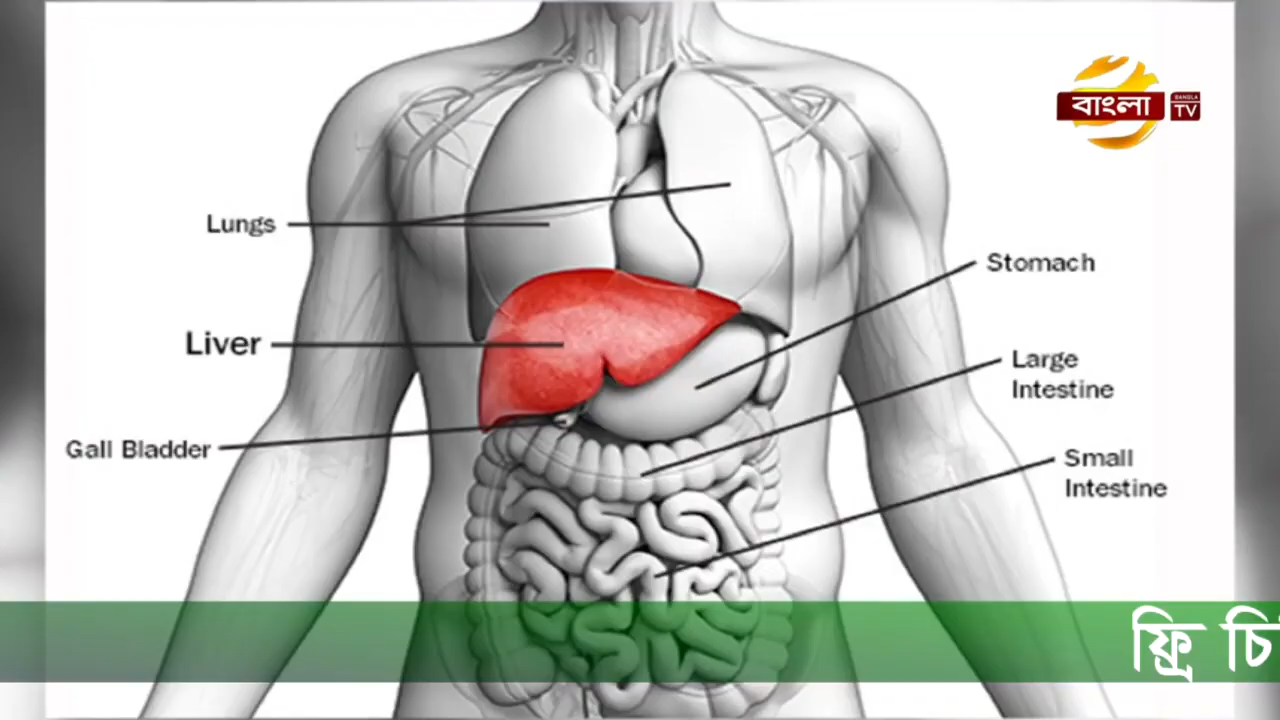 বাংলা
BANGLA
TV
Lungs
Stomach
Liver
Large
Intestine
Gall Bladder
Small
Intestine
ফ্রি চি